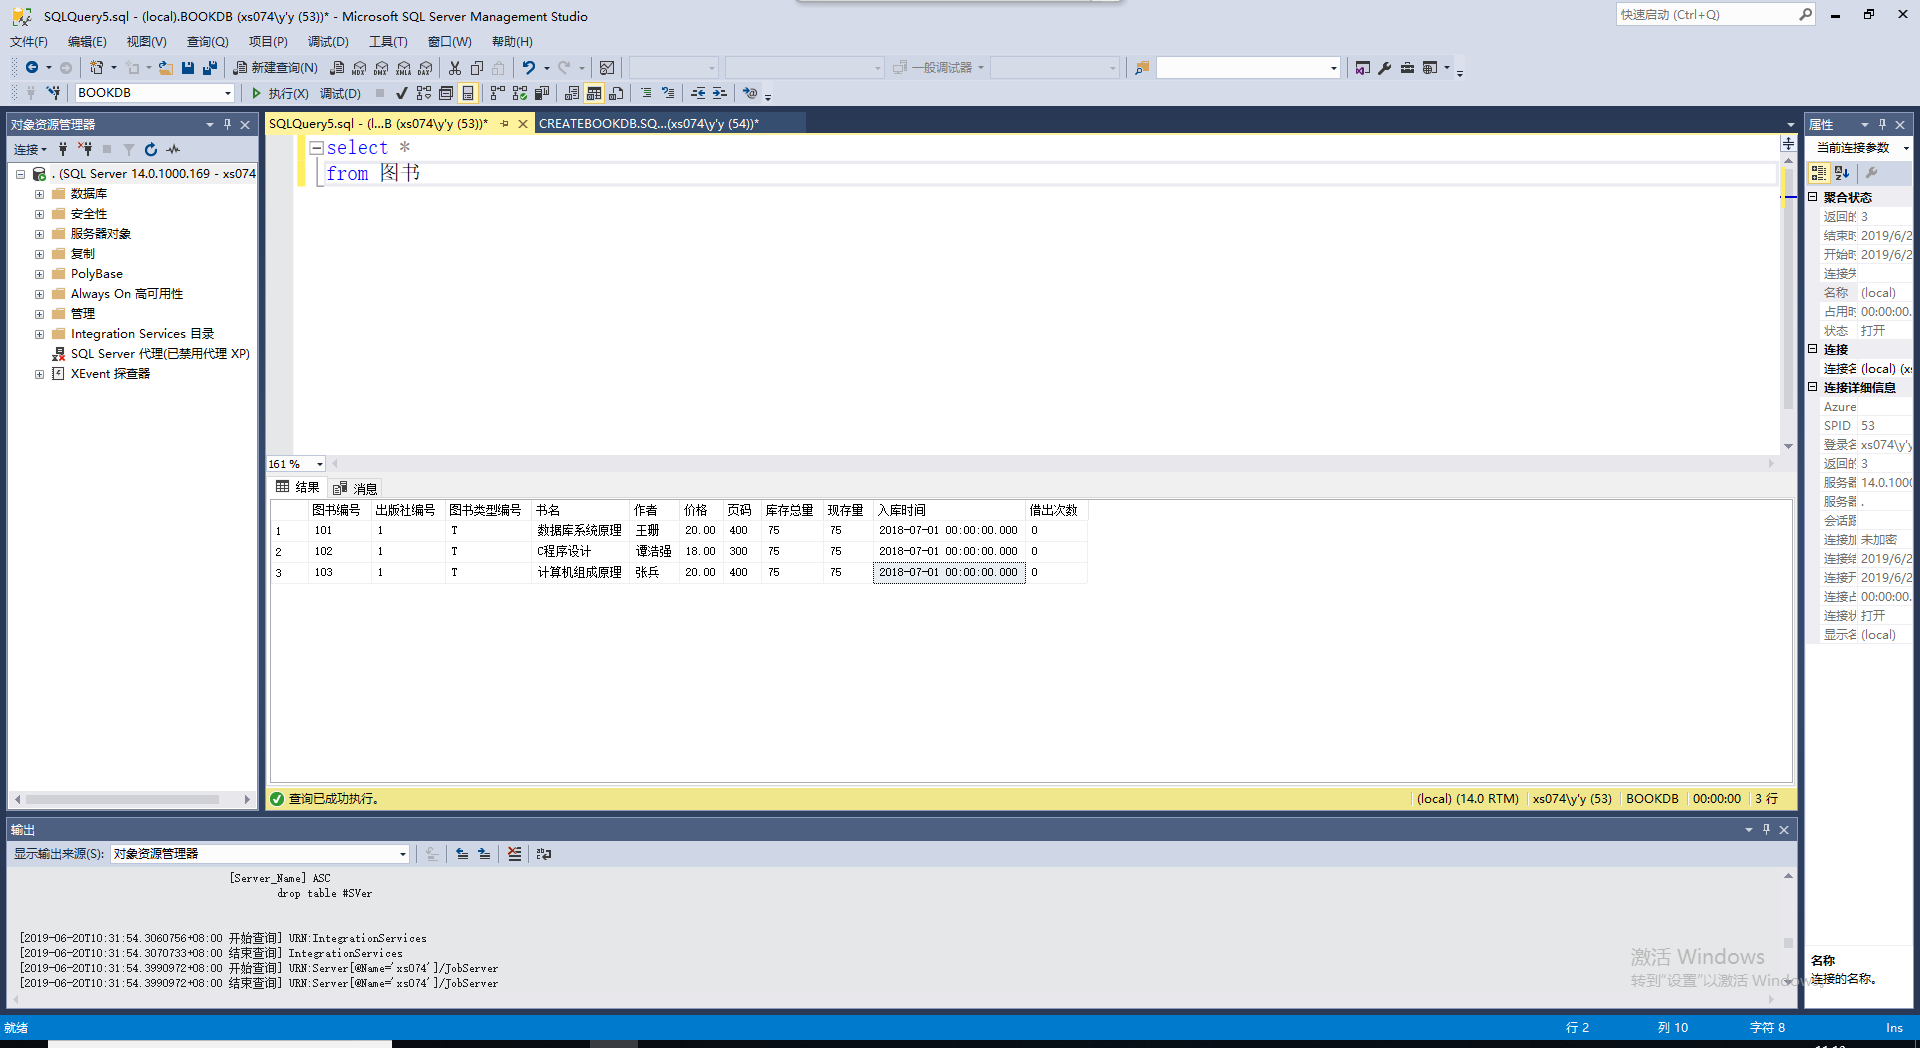 SQLQuery5.sql - (local).BOOKDB (xs074\y'y (53))* - Microsoft SQL Server Management Studio
快速启动 (Ctrl+Q)
文件(F) 编辑(E) 视图(V) 查询(Q) 项目(P) 调试(D) 工具(T) 窗口(W) 帮助(H)
新建查询(N) MDX DMX XMLA DAX 一般调试器
BOOKDB 执行(X) 调试(D)
对象资源管理器
连接
. (SQL Server 14.0.1000.169 - xs074
数据库
安全性
服务器对象
复制
PolyBase
Always On 高可用性
管理
Integration Services 目录
SQL Server 代理(已禁用代理 XP)
XEvent 探查器
SQLQuery5.sql - (l...B (xs074\y'y (53))* CREATEBOOKDB.SQ...(xs074\y'y (54))*
select *
from 图书
161 %
结果 消息
图书编号 出版社编号 图书类型编号 书名 作者 价格 页码 库存总量 现存量 入库时间 借出次数
1 101 1 T 数据库系统原理 王珊 20.00 400 75 75 2018-07-01 00:00:00.000 0
2 102 1 T C程序设计 谭洁强 18.00 300 75 75 2018-07-01 00:00:00.000 0
3 103 1 T 计算机组成原理 张兵 20.00 400 75 75 2018-07-01 00:00:00.000 0
查询已成功执行。 (local) (14.0 RTM) xs074\y'y (53) BOOKDB 00:00:00 3 行
属性
当前连接参数
聚合状态
返回的 3
结束时 2019/6/2
开始时 2019/6/2
连接失
名称 (local)
占用时 00:00:00.
状态 打开
连接
连接名 (local) (xs
连接详细信息
Azure
SPID 53
登录名 xs074\y'y
返回的 3
服务器 14.0.1000
服务器 .
会话跟
连接加 未加密
连接结 2019/6/2
连接开 2019/6/2
连接占 00:00:00.
连接状 打开
显示名 (local)
名称
连接的名称。
输出
显示输出来源(S): 对象资源管理器
[Server_Name] ASC
drop table #SVer
[2019-06-20T10:31:54.3060756+08:00 开始查询] URN:IntegrationServices
[2019-06-20T10:31:54.3070733+08:00 结束查询] IntegrationServices
[2019-06-20T10:31:54.3990972+08:00 开始查询] URN:Server[@Name='xs074']/JobServer
[2019-06-20T10:31:54.3990972+08:00 结束查询] URN:Server[@Name='xs074']/JobServer
激活 Windows
转到"设置"以激活 Windows。
就绪 行 2 列 10 字符 8 Ins